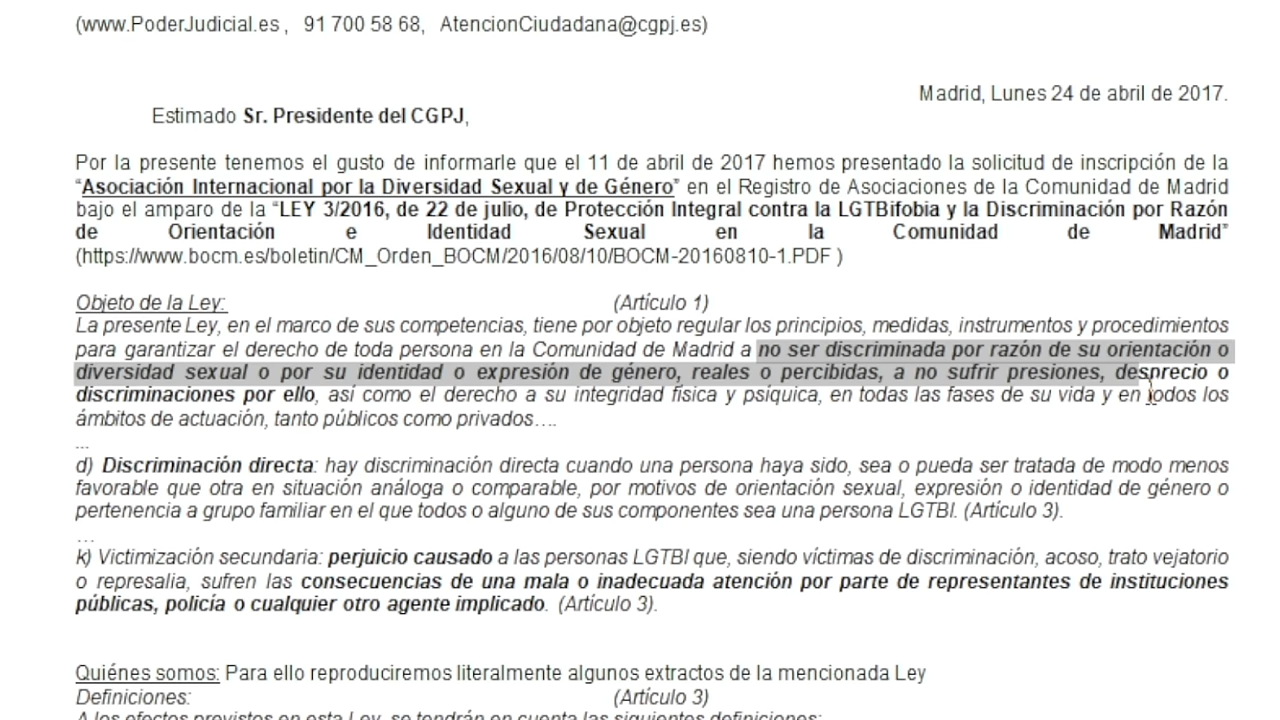 (www.PoderJudicial.es , 91 700 58 68, AtencionCiudadana@cgpj.es)
Madrid, Lunes 24 de abril de 2017.
Estimado Sr. Presidente del CGPJ,
Por la presente tenemos el gusto de informarle que el 11 de abril de 2017 hemos presentado la solicitud de inscripción de la
“Asociación Internacional por la Diversidad Sexual y de Género” en el Registro de Asociaciones de la Comunidad de Madrid
bajo el amparo de la “LEY 3/2016, de 22 de julio, de Protección Integral contra la LGTBifobia y la Discriminación por Razón
de Orientación e Identidad Sexual en la Comunidad de Madrid”
(https://www.bocm.es/boletin/CM_Orden_BOCM/2016/08/10/BOCM-20160810-1.PDF )
Objeto de la Ley: (Artículo 1)
La presente Ley, en el marco de sus competencias, tiene por objeto regular los principios, medidas, instrumentos y procedimientos
para garantizar el derecho de toda persona en la Comunidad de Madrid a no ser discriminada por razón de su orientación o
diversidad sexual o por su identidad o expresión de género, reales o percibidas, a no sufrir presiones, desprecio o
discriminaciones por ello, así como el derecho a su integridad física y psíquica, en todas las fases de su vida y en todos los
ámbitos de actuación, tanto públicos como privados….
...
d) Discriminación directa: hay discriminación directa cuando una persona haya sido, sea o pueda ser tratada de modo menos
favorable que otra en situación análoga o comparable, por motivos de orientación sexual, expresión o identidad de género o
pertenencia a grupo familiar en el que todos o alguno de sus componentes sea una persona LGTBI. (Artículo 3).
…
k) Victimización secundaria: perjuicio causado a las personas LGTBI que, siendo víctimas de discriminación, acoso, trato vejatorio
o represalia, sufren las consecuencias de una mala o inadecuada atención por parte de representantes de instituciones
públicas, policía o cualquier otro agente implicado. (Artículo 3).
Quiénes somos: Para ello reproduciremos literalmente algunos extractos de la mencionada Ley
Definiciones: (Artículo 3)
A los efectos previstos en esta Ley, se tendrán en cuenta las siguientes definiciones: